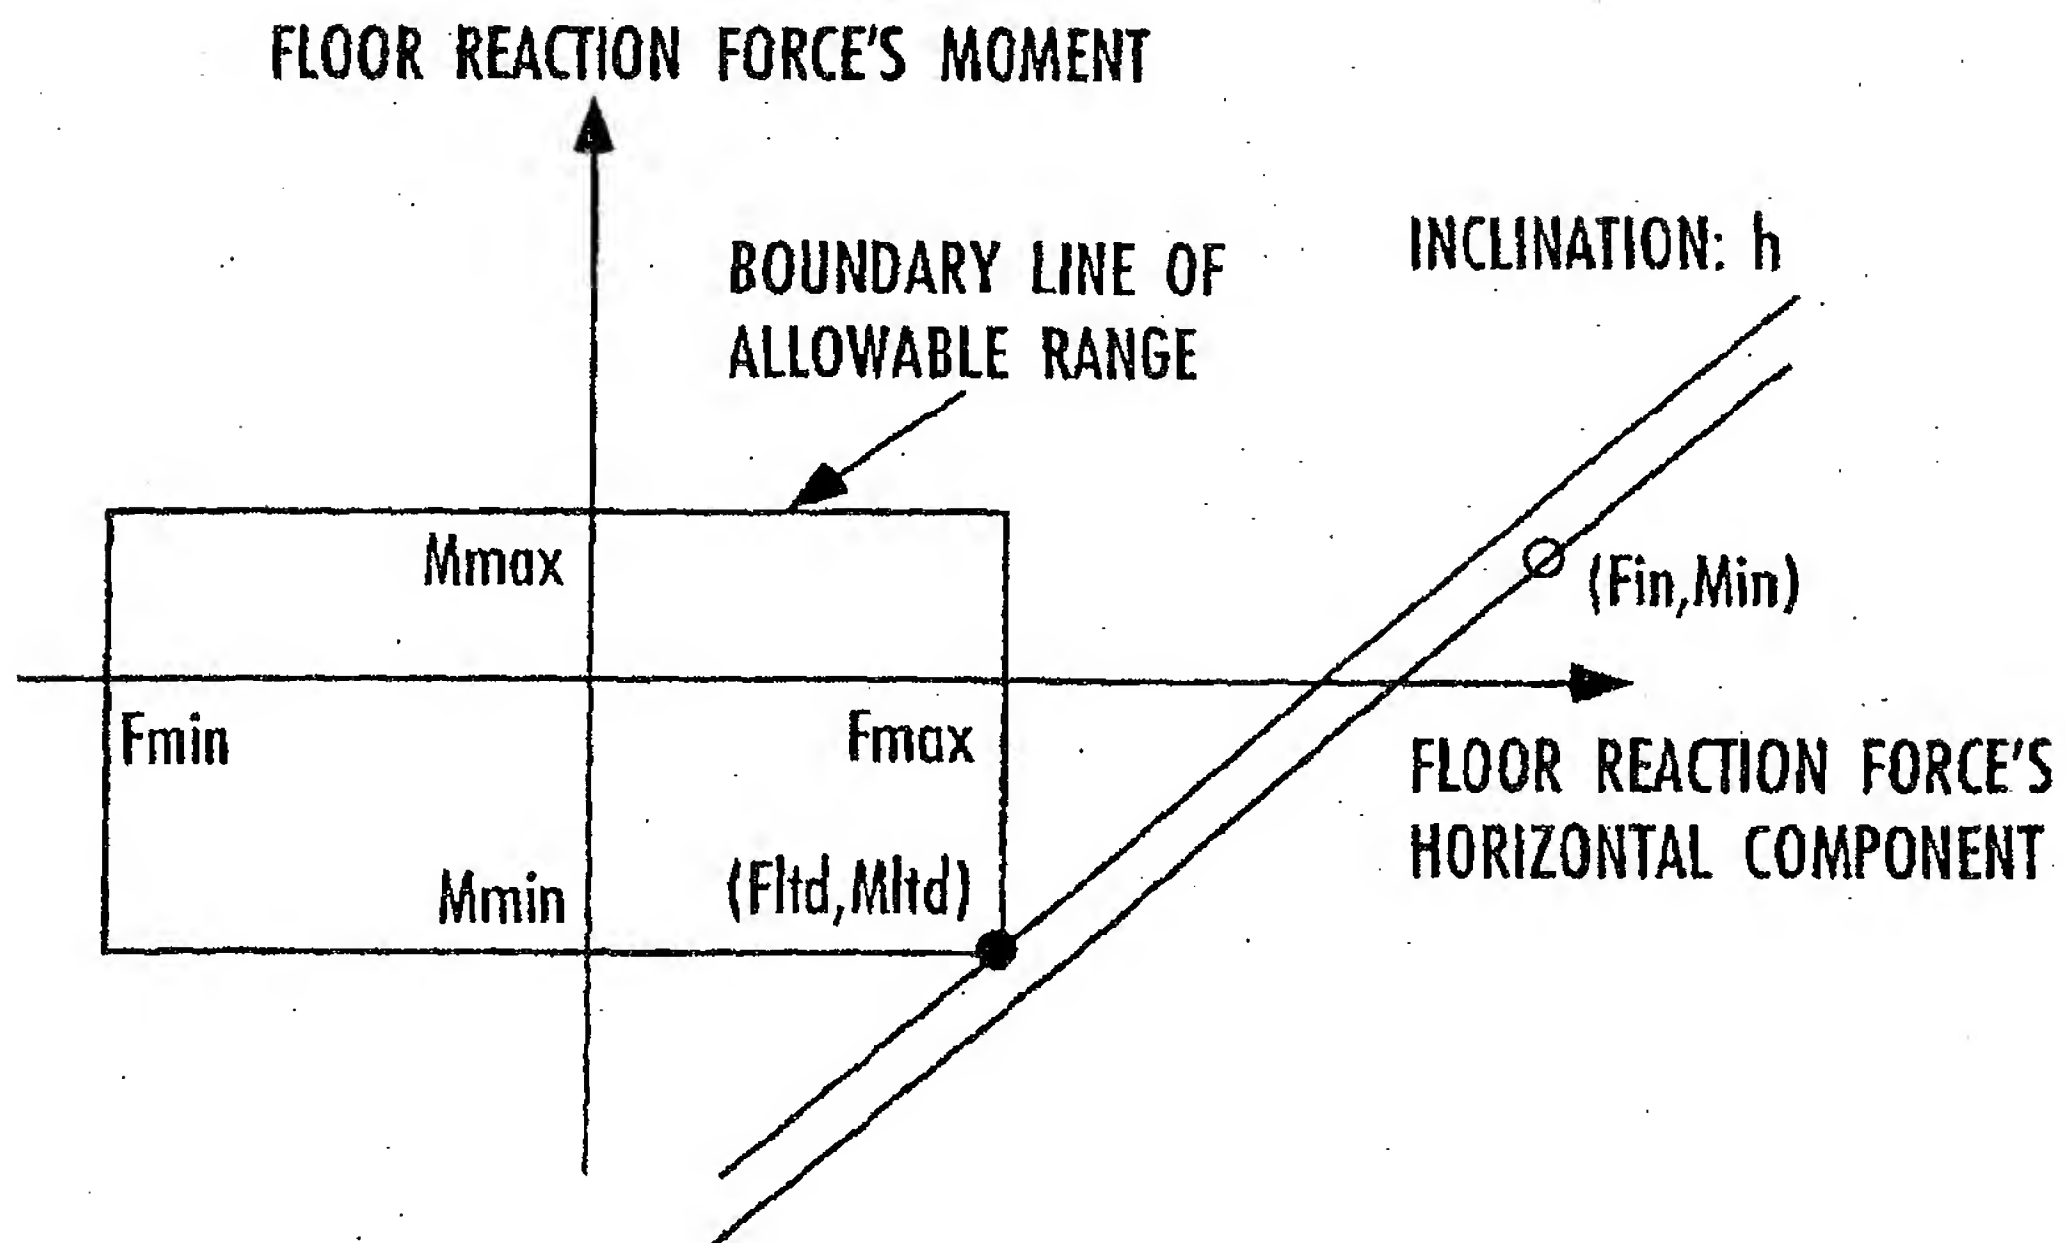 FLOOR REACTION FORCE'S MOMENT
INCLINATION: h
BOUNDARY LINE OF
ALLOWABLE RANGE
Mmax
(Fin,Min)
Fmin
Fmax
FLOOR REACTION FORCE'S
HORIZONTAL COMPONENT
Mmin
(Fltd,Mltd)